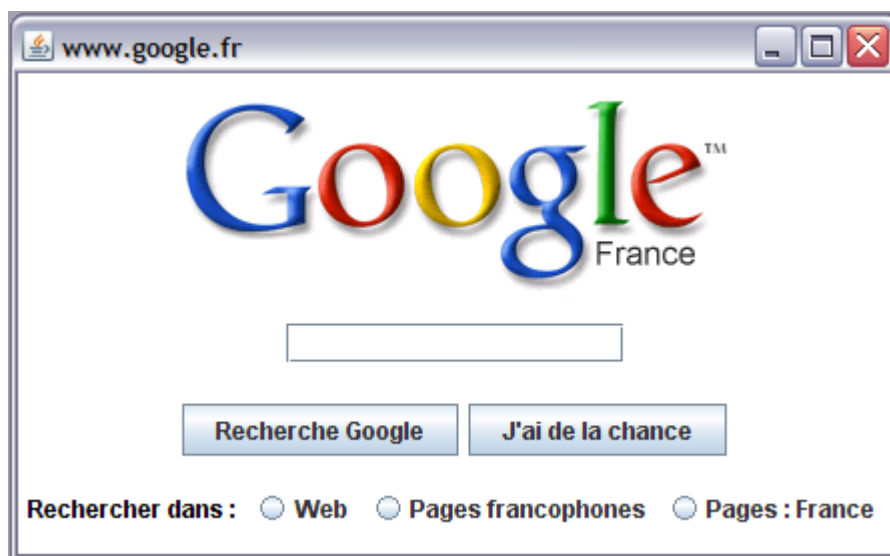 www.google.fr
Google™
France
Recherche Google J'ai de la chance
Rechercher dans : Web Pages francophones Pages : France